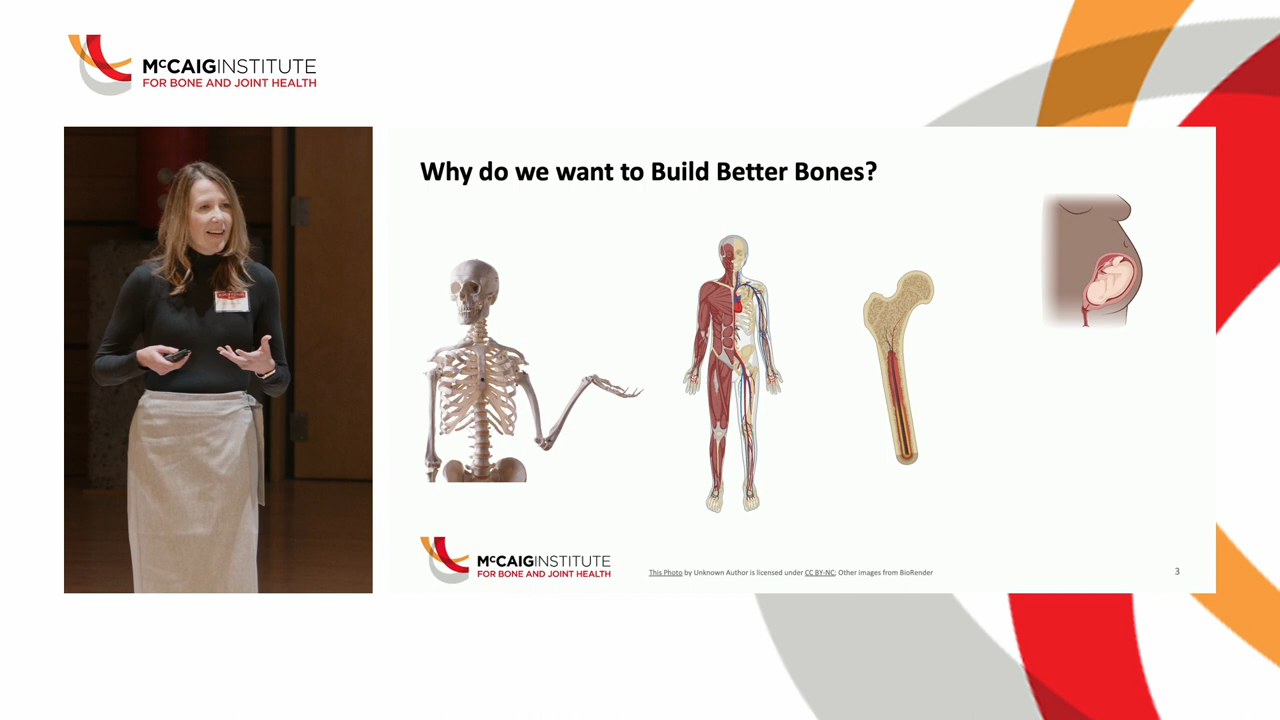 McCAIGINSTITUTE
FOR BONE AND JOINT HEALTH
Why do we want to Build Better Bones?
McCAIGINSTITUTE
FOR BONE AND JOINT HEALTH
This Photo by Unknown Author is licensed under CC BY-NC; Other images from BioRender
3